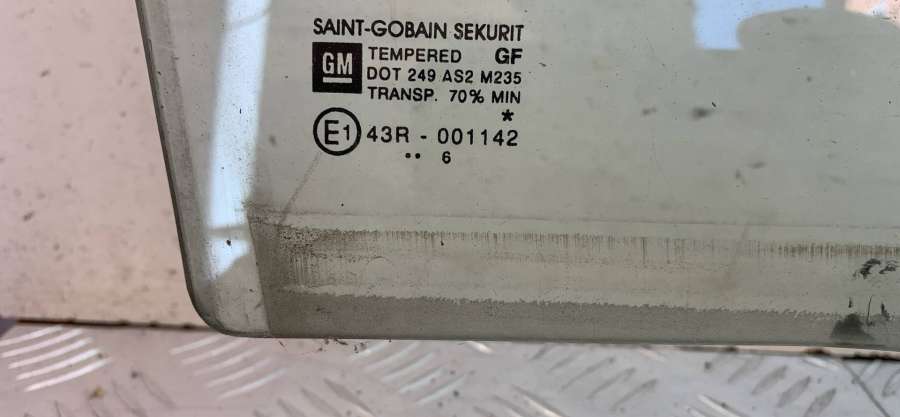 SAINT-GOBAIN SEKURIT
GM TEMPERED GF
DOT 249 AS2 M235
TRANSP. 70% MIN
*
E1 43R - 001142
•• 6